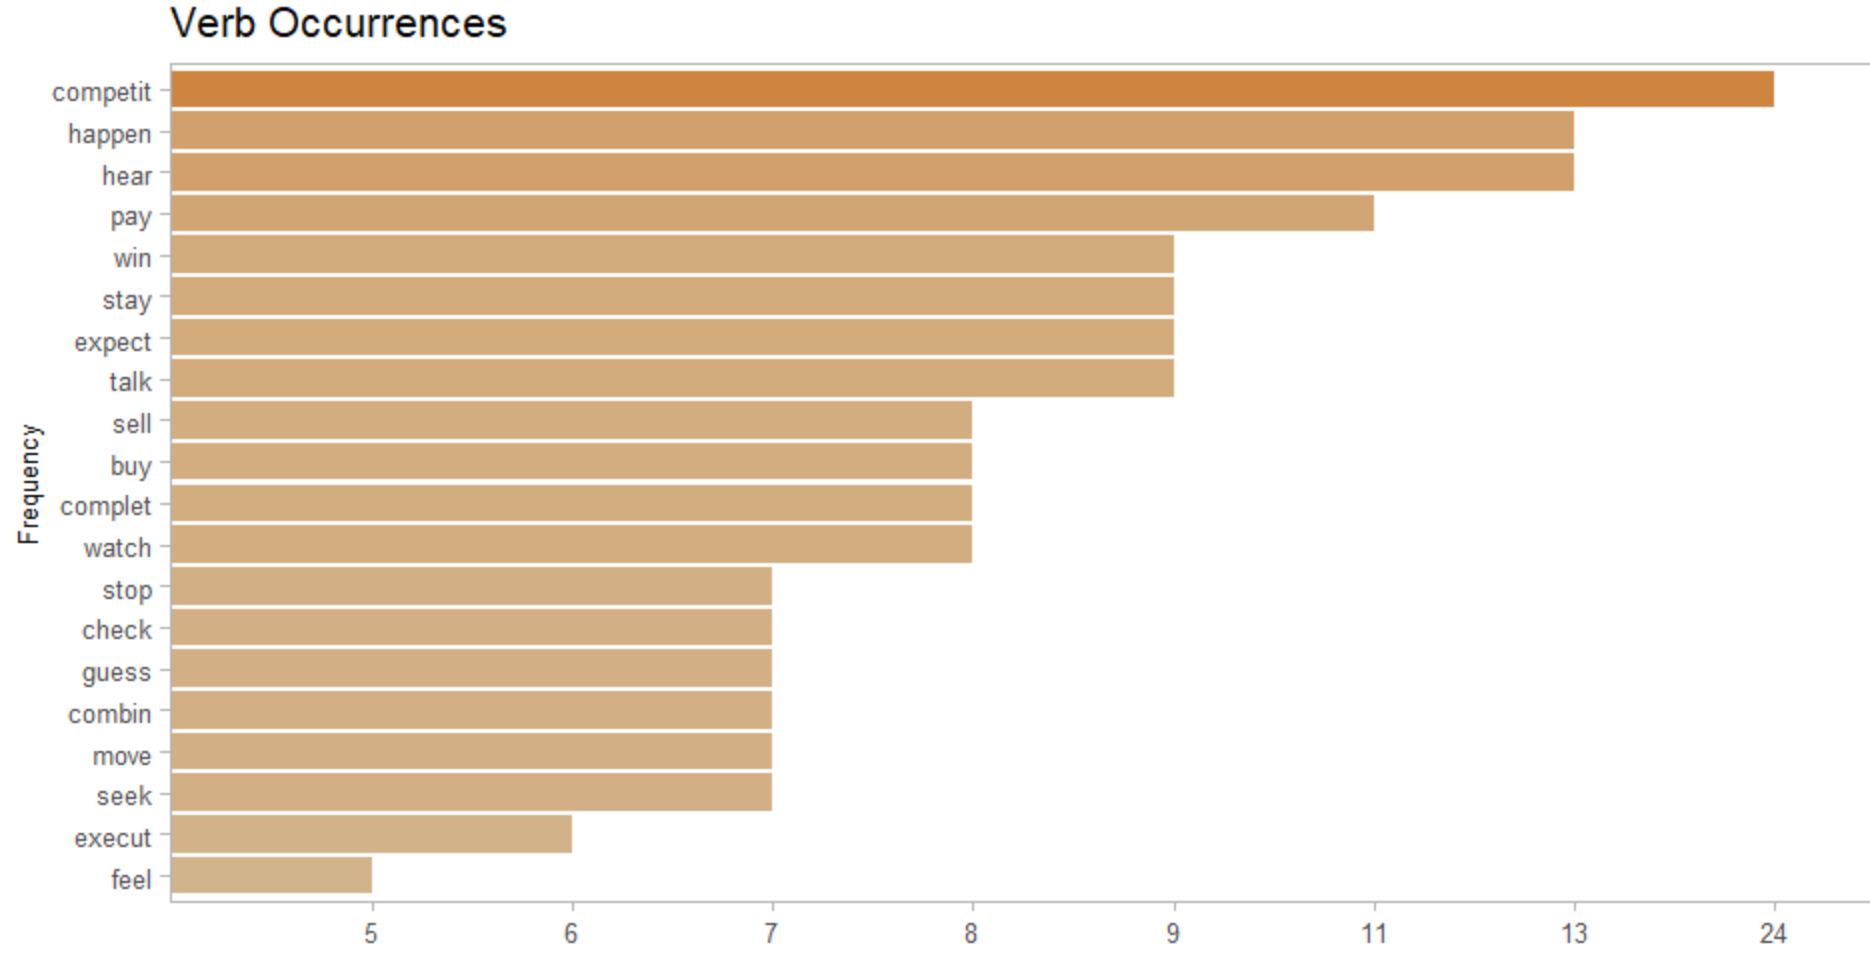 Verb Occurrences
competit
happen
hear
pay
win
stay
expect
talk
sell
buy
complet
watch
stop
check
guess
combin
move
seek
execut
feel
Frequency
5 6 7 8 9 11 13 24